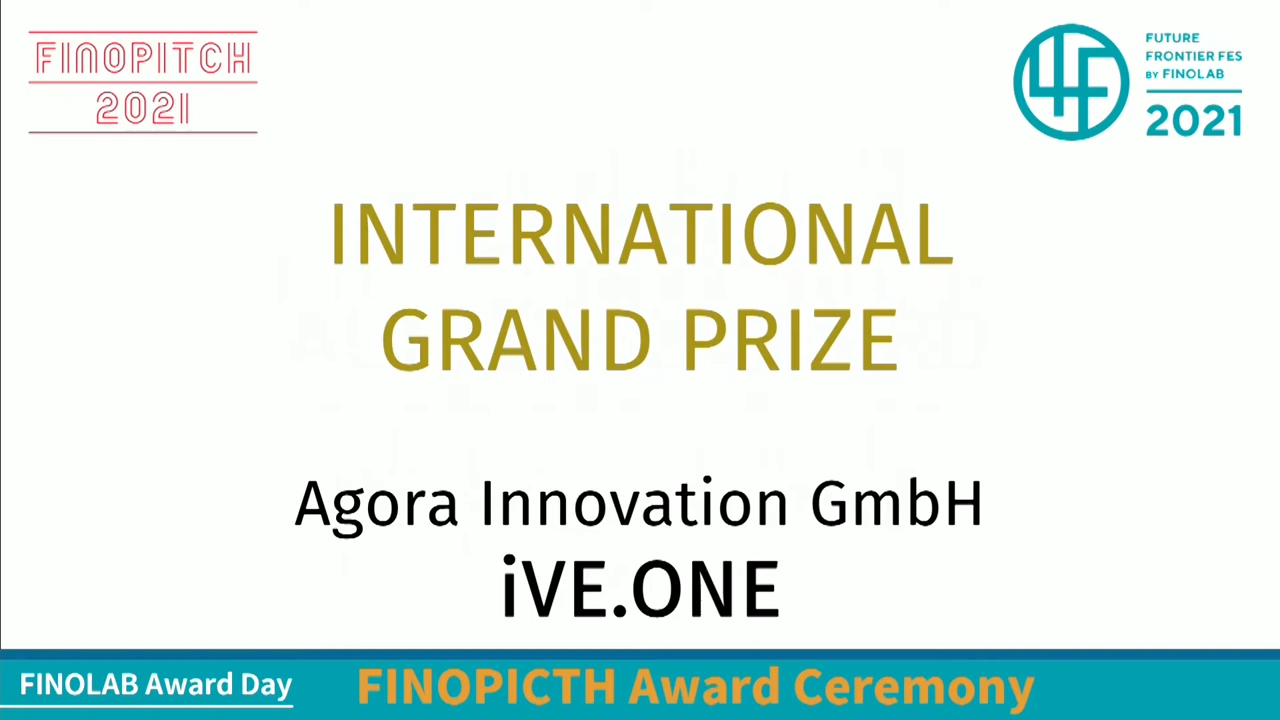 FINOPITCH
2021
4F
FUTURE
FRONTIER FES
BY FINOLAB
2021
INTERNATIONAL
GRAND PRIZE
Agora Innovation GmbH
iVE.ONE
FINOLAB Award Day
FINOPICTH Award Ceremony